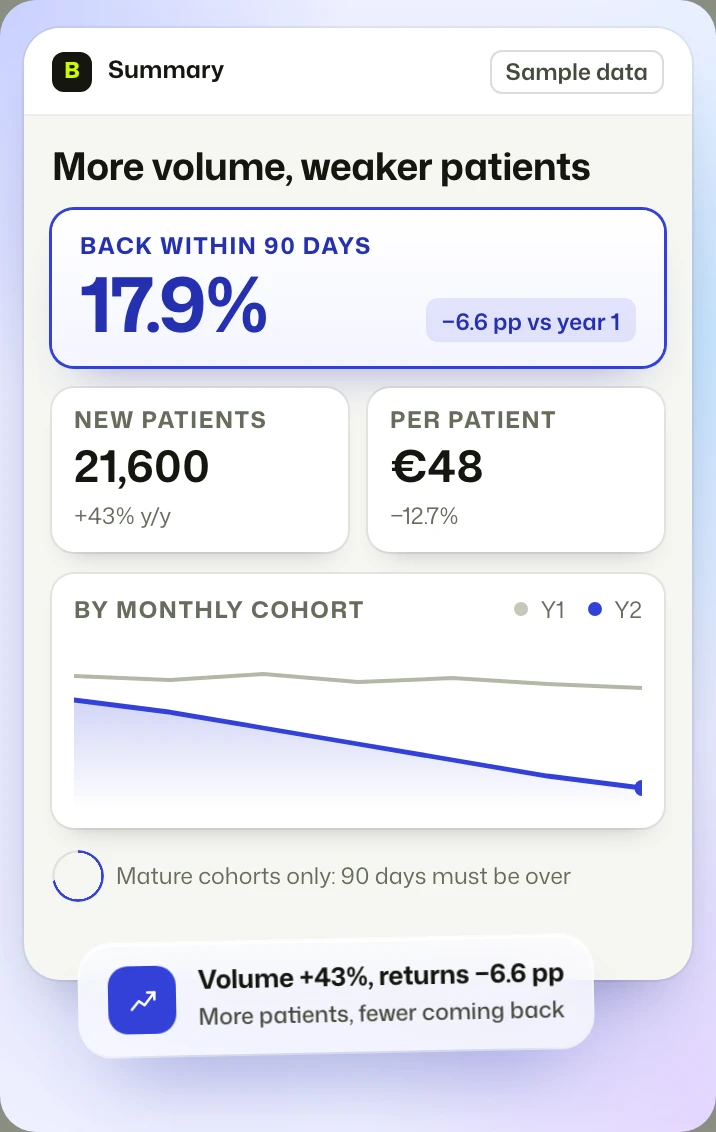 B Summary
Sample data
More volume, weaker patients
BACK WITHIN 90 DAYS
17.9%
−6.6 pp vs year 1
NEW PATIENTS
21,600
+43% y/y
PER PATIENT
€48
−12.7%
BY MONTHLY COHORT
Y1
Y2
Mature cohorts only: 90 days must be over
Volume +43%, returns −6.6 pp
More patients, fewer coming back